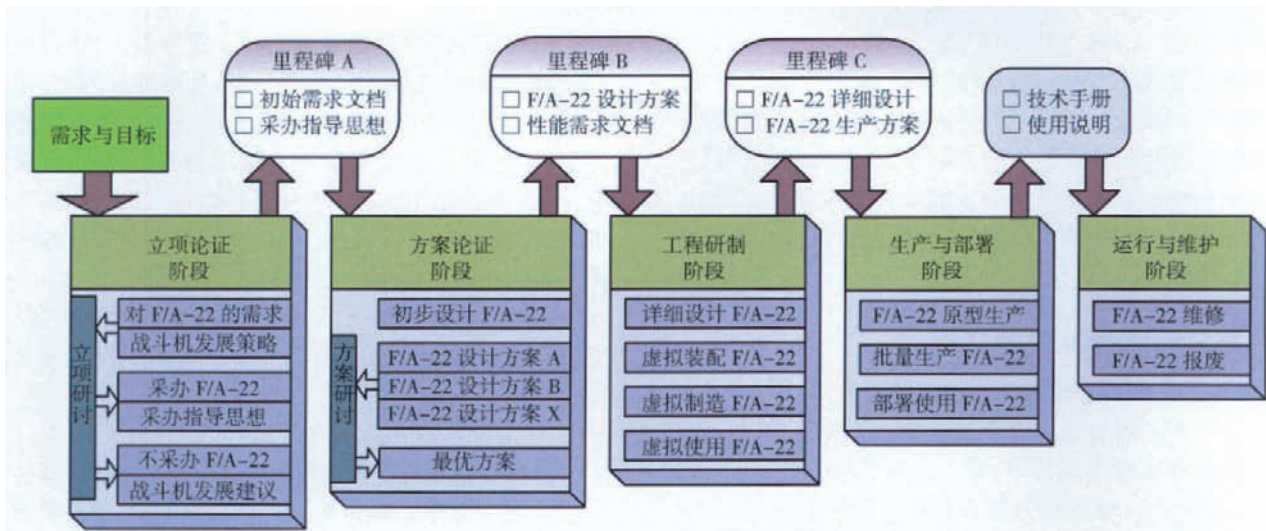 需求与目标
里程碑 A
□ 初始需求文档
□ 采办指导思想
里程碑 B
□ F/A-22 设计方案
□ 性能需求文档
里程碑 C
□ F/A-22 详细设计
□ F/A-22 生产方案
□ 技术手册
□ 使用说明
立项论证
阶段
立项研讨
对 F/A-22 的需求
战斗机发展策略
采办 F/A-22
采办指导思想
不采办 F/A-22
战斗机发展建议
方案论证
阶段
方案研讨
初步设计 F/A-22
F/A-22 设计方案 A
F/A-22 设计方案 B
F/A-22 设计方案 X
最优方案
工程研制
阶段
详细设计 F/A-22
虚拟装配 F/A-22
虚拟制造 F/A-22
虚拟使用 F/A-22
生产与部署
阶段
F/A-22 原型生产
批量生产 F/A-22
部署使用 F/A-22
运行与维护
阶段
F/A-22 维修
F/A-22 报废